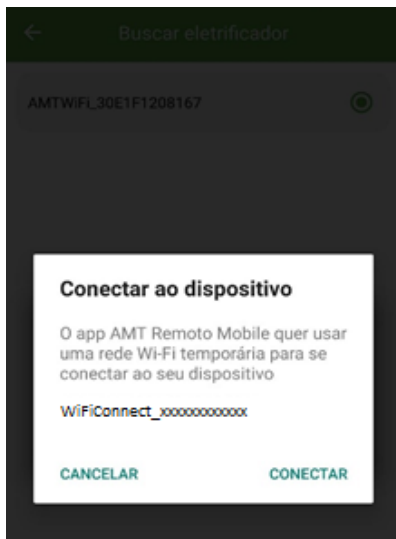 Buscar eletrificador
AMTWiFi_30E1F1208167
Conectar ao dispositivo
O app AMT Remoto Mobile quer usar
uma rede Wi-Fi temporária para se
conectar ao seu dispositivo
WiFiConnect_xxxxxxxxxxxx
CANCELAR CONECTAR